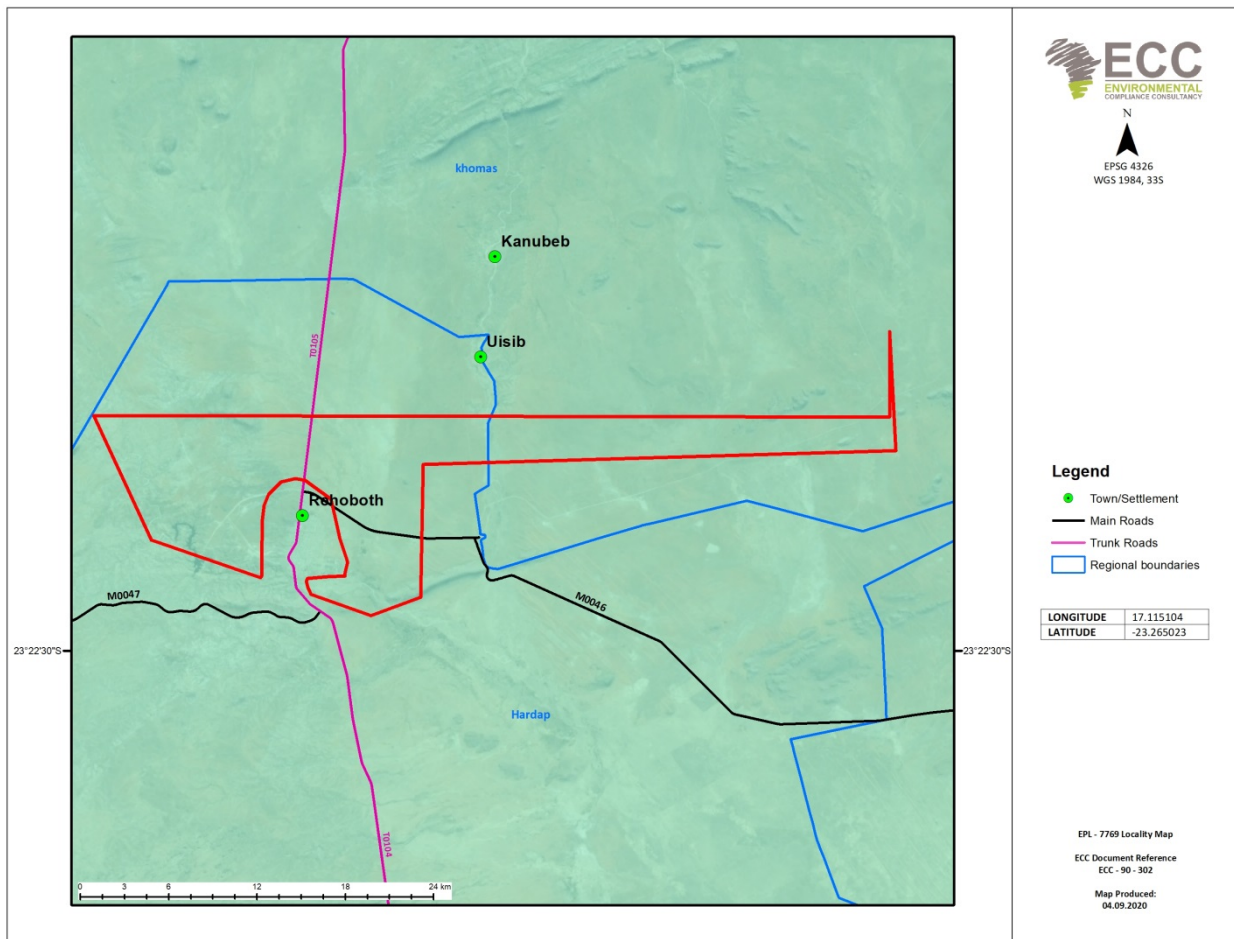 khomas
Kanubeb
T0105
Uisib
Rehoboth
M0047
M0046
23°22'30"S
23°22'30"S
Hardap
T0104
0 3 6 12 18 24 km
ECC
ENVIRONMENTAL
COMPLIANCE CONSULTANCY
N
EPSG 4326
WGS 1984, 33S
Legend
Town/Settlement
Main Roads
Trunk Roads
Regional boundaries
LONGITUDE 17.115104
LATITUDE -23.265023
EPL - 7769 Locality Map
ECC Document Reference
ECC - 90 - 302
Map Produced:
04.09.2020